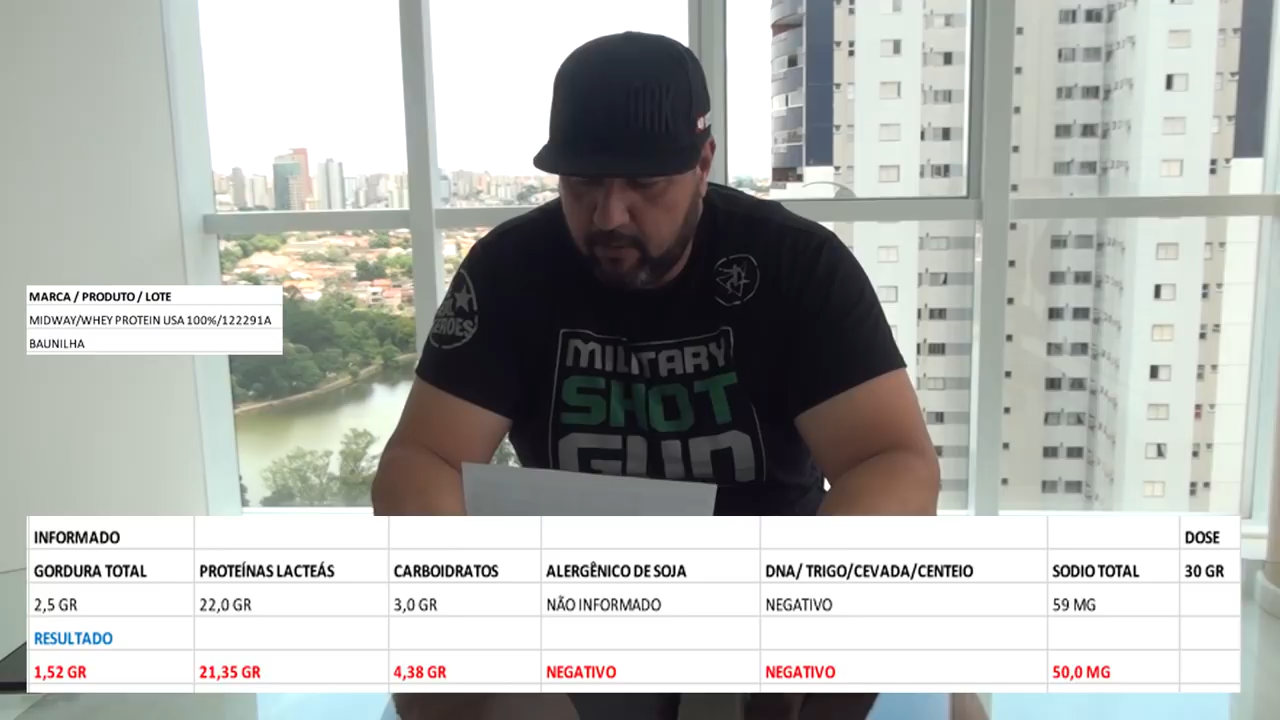 DRK
HEROES
MILITARY
SHOT
GUN
MARCA / PRODUTO / LOTE
MIDWAY/WHEY PROTEIN USA 100%/122291A
BAUNILHA
INFORMADO DOSE
GORDURA TOTAL PROTEÍNAS LACTEÁS CARBOIDRATOS ALERGÊNICO DE SOJA DNA/ TRIGO/CEVADA/CENTEIO SODIO TOTAL 30 GR
2,5 GR 22,0 GR 3,0 GR NÃO INFORMADO NEGATIVO 59 MG
RESULTADO
1,52 GR 21,35 GR 4,38 GR NEGATIVO NEGATIVO 50,0 MG